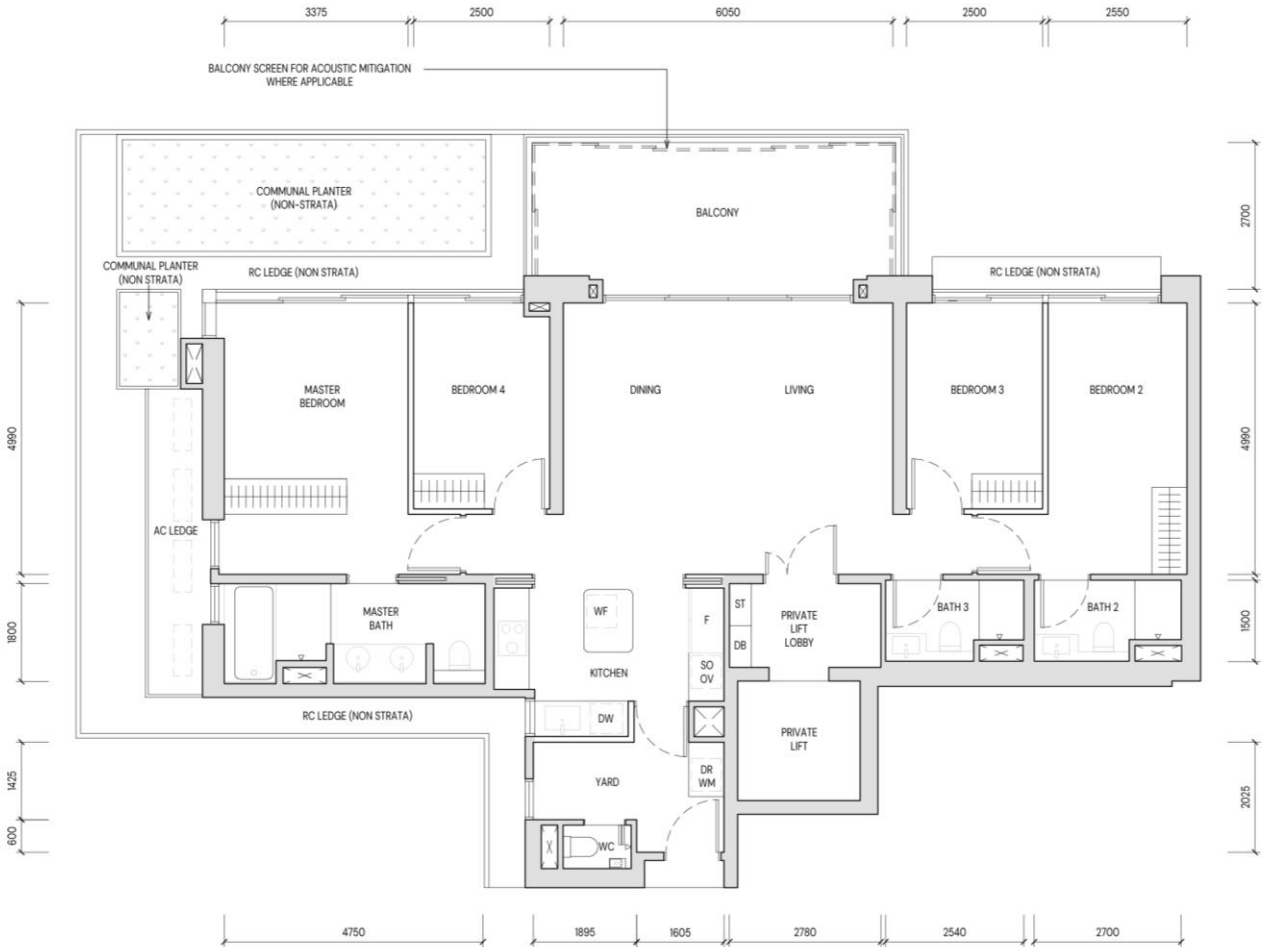 3375
2500
6050
2500
2550
BALCONY SCREEN FOR ACOUSTIC MITIGATION
WHERE APPLICABLE
COMMUNAL PLANTER
(NON-STRATA)
BALCONY
2700
COMMUNAL PLANTER
(NON STRATA)
RC LEDGE (NON STRATA)
RC LEDGE (NON STRATA)
MASTER
BEDROOM
BEDROOM 4
DINING
LIVING
BEDROOM 3
BEDROOM 2
4990
4990
AC LEDGE
MASTER
BATH
WF
F
ST
DB
PRIVATE
LIFT
LOBBY
BATH 3
BATH 2
1800
1500
KITCHEN
SO
OV
RC LEDGE (NON STRATA)
DW
PRIVATE
LIFT
YARD
DR
WM
1425
600
2025
WC
4750
1895
1605
2780
2540
2700